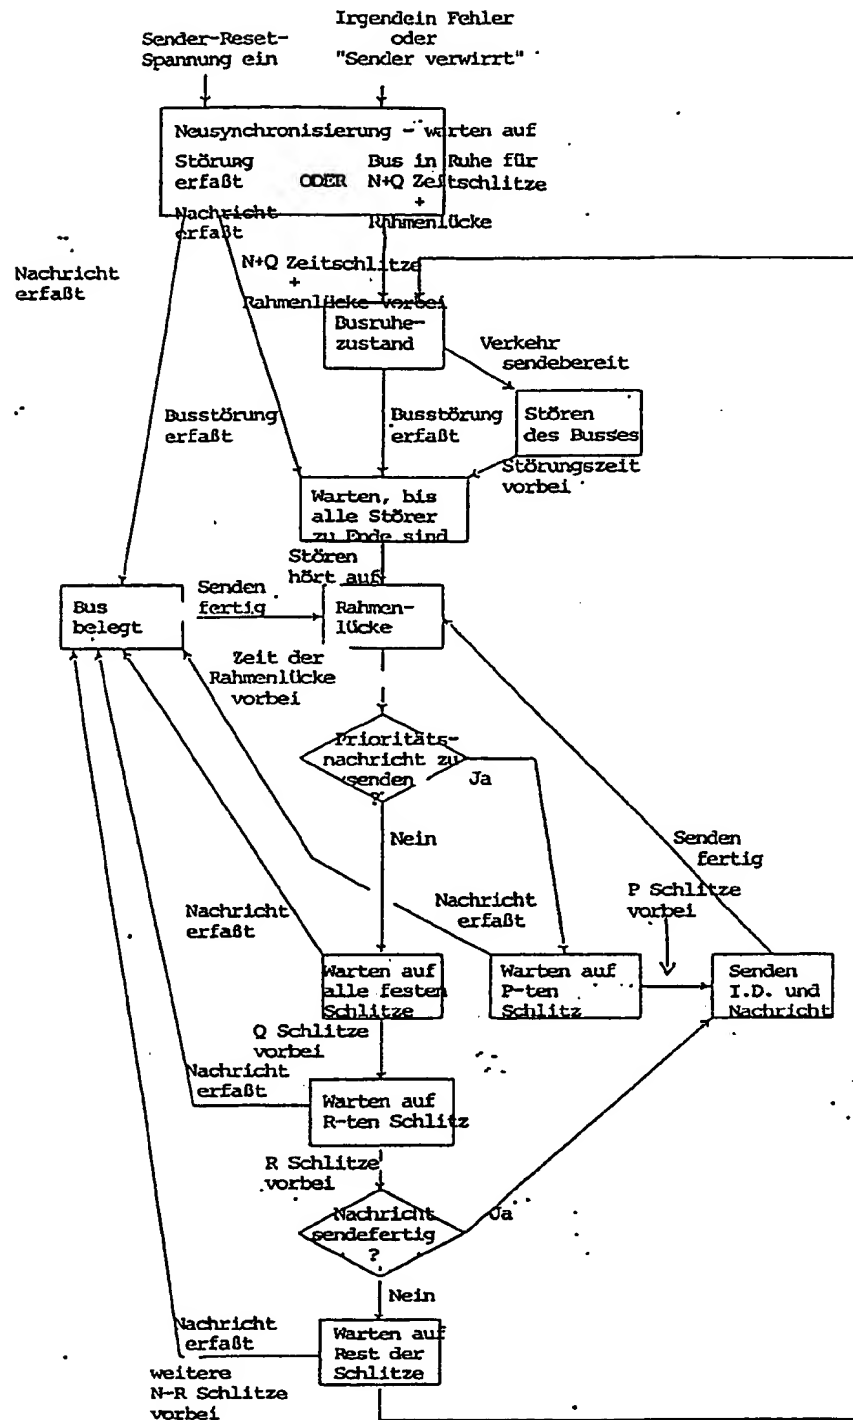 Irgendein Fehler
oder
"Sender verwirrt"
Sender-Reset-
Spannung ein
Neusynchronisierung - warten auf
Störung
erfaßt
ODER
Bus in Ruhe für
N+Q Zeitschlitze
+
Rahmenlücke
Nachricht
erfaßt
Nachricht
erfaßt
N+Q Zeitschlitze
+
Rahmenlücke vorbei
Busruhe-
zustand
Verkehr
sendebereit
Busstörung
erfaßt
Busstörung
erfaßt
Stören
des Busses
Störungszeit
vorbei
Warten, bis
alle Störer
zu Ende sind
Stören
hört auf
Bus
belegt
Senden
fertig
Rahmen-
lücke
Zeit der
Rahmenlücke
vorbei
Prioritäts-
nachricht zu
senden
?
Ja
Nein
Senden
fertig
P Schlitze
vorbei
Nachricht
erfaßt
Nachricht
erfaßt
Warten auf
alle festen
Schlitze
Warten auf
P-ten
Schlitz
Senden
I.D. und
Nachricht
Q Schlitze
vorbei
Nachricht
erfaßt
Warten auf
R-ten Schlitz
R Schlitze
vorbei
Nachricht
sendefertig
?
Ja
Nein
Nachricht
erfaßt
Warten auf
Rest der
Schlitze
weitere
N-R Schlitze
vorbei